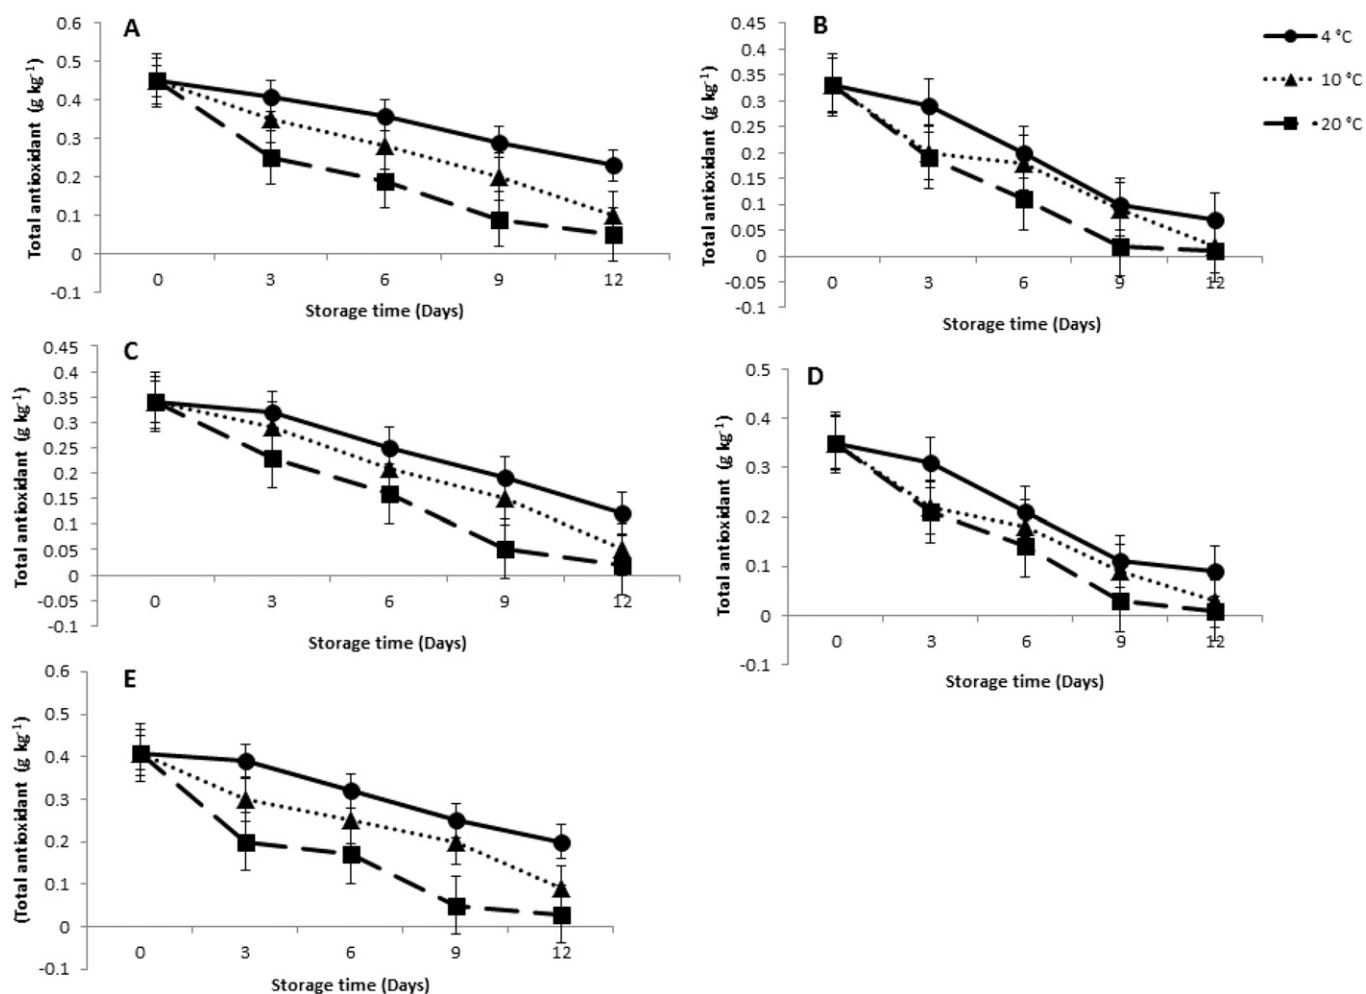 A
Total antioxidant (g kg-1)
0.6
0.5
0.4
0.3
0.2
0.1
0
-0.1
0 3 6 9 12
Storage time (Days)
B
Total antioxidant (g kg-1)
0.45
0.4
0.35
0.3
0.25
0.2
0.15
0.1
0.05
0
-0.05
-0.1
0 3 6 9 12
Storage time (Days)
4 °C
10 °C
20 °C
C
Total antioxidant (g kg-1)
0.45
0.4
0.35
0.3
0.25
0.2
0.15
0.1
0.05
0
-0.05
-0.1
0 3 6 9 12
Storage time (Days)
D
Total antioxidant (g kg-1)
0.5
0.4
0.3
0.2
0.1
0
-0.1
0 3 6 9 12
Storage time (Days)
E
(Total antioxidant (g kg-1)
0.6
0.5
0.4
0.3
0.2
0.1
0
-0.1
0 3 6 9 12
Storage time (Days)